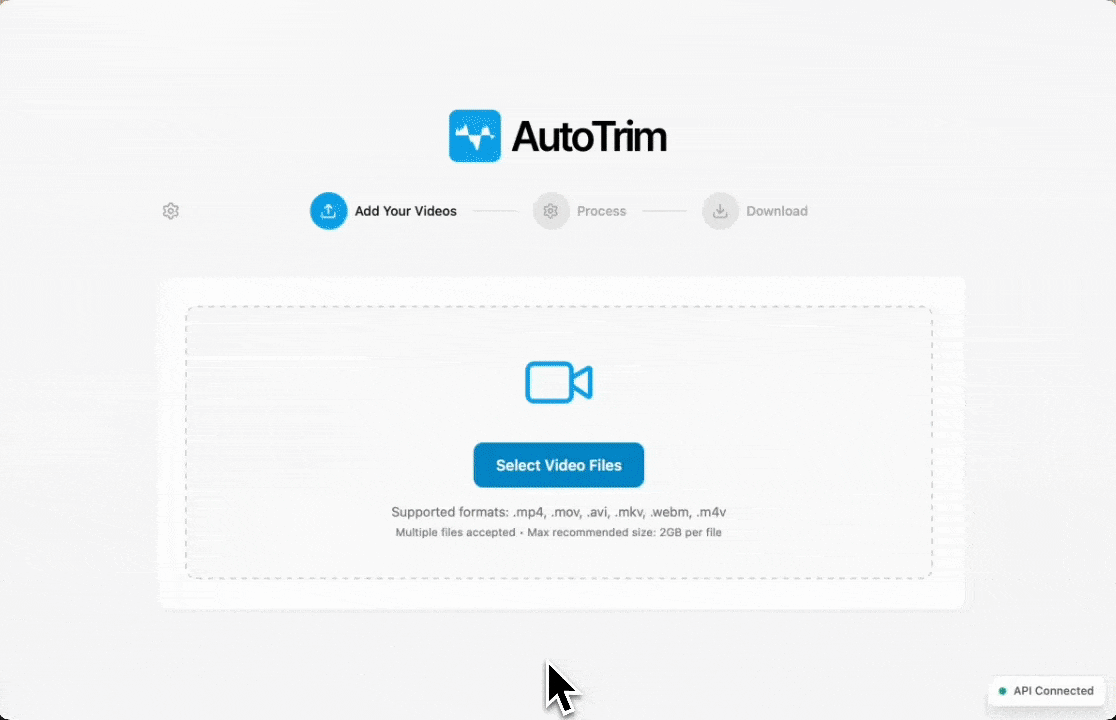 AutoTrim
Add Your Videos
Process
Download
Select Video Files
Supported formats: .mp4, .mov, .avi, .mkv, .webm, .m4v
Multiple files accepted • Max recommended size: 2GB per file
API Connected